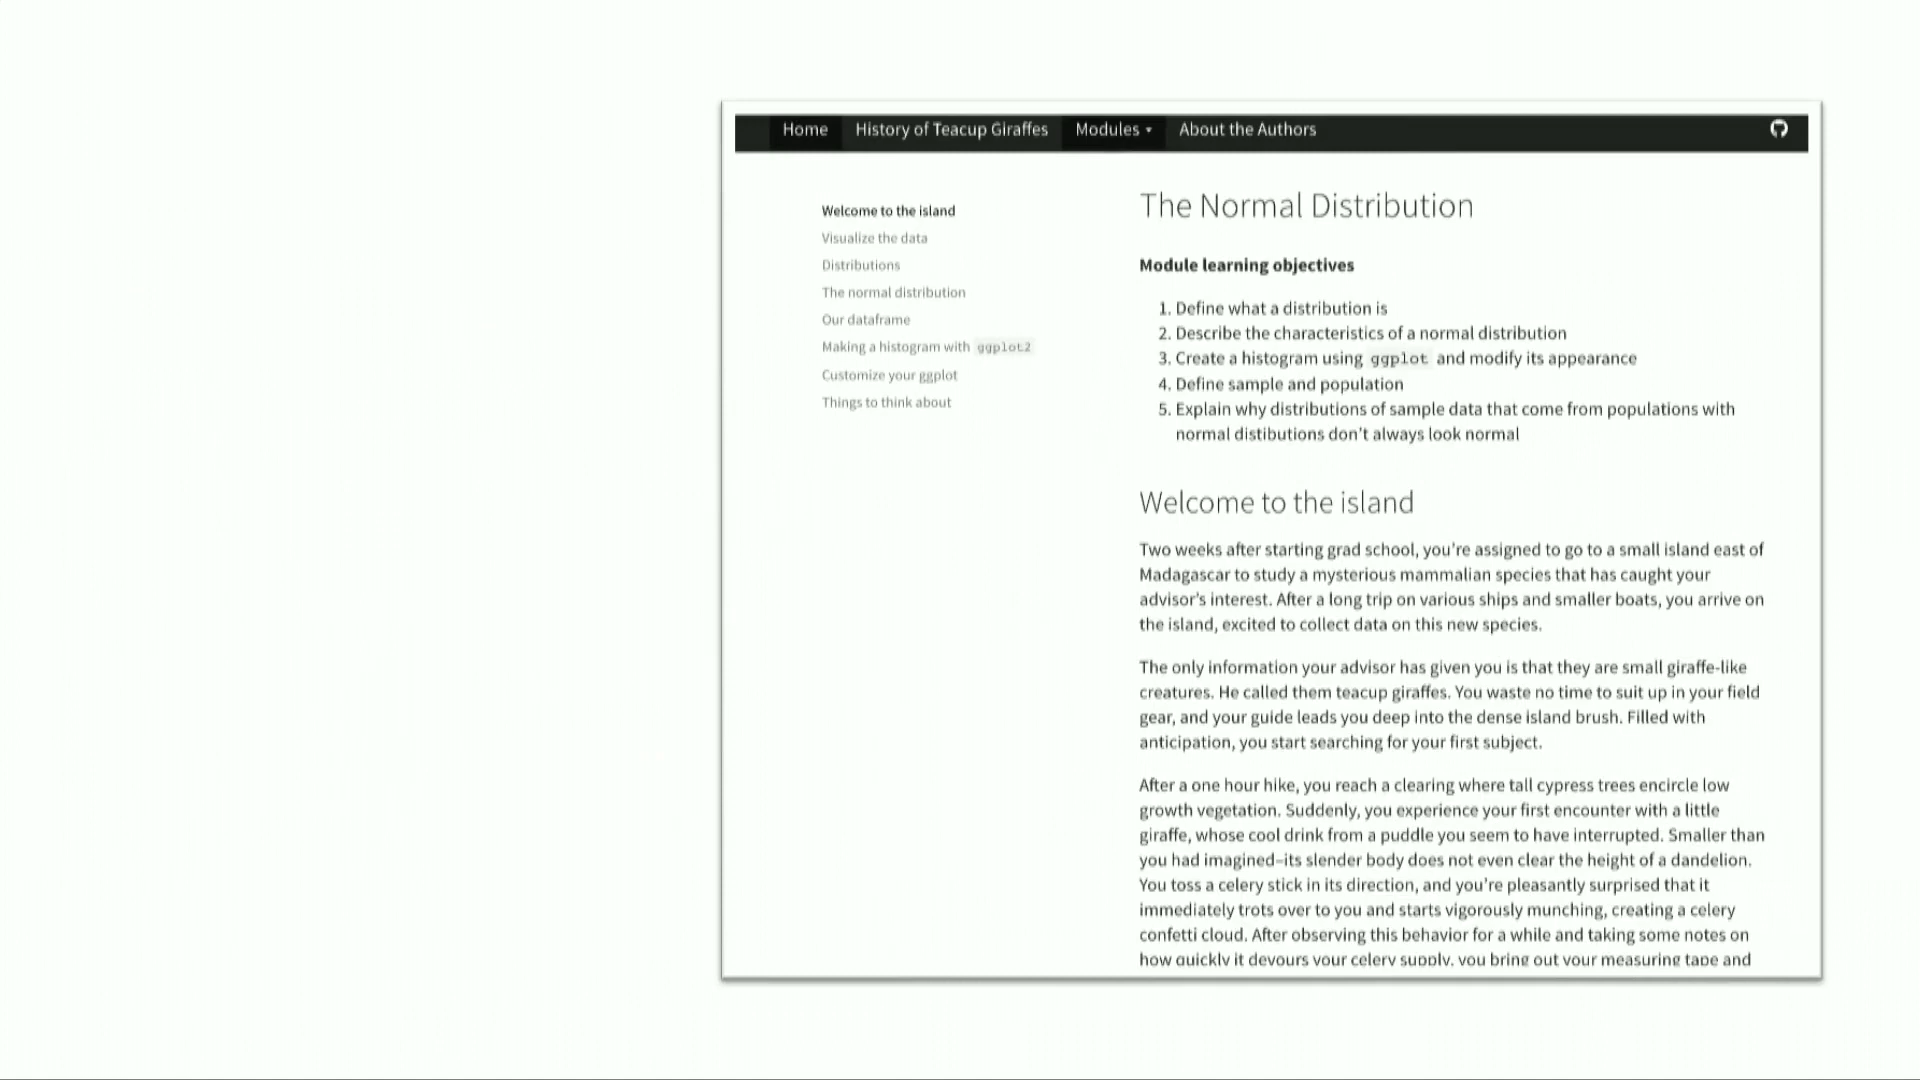 Home History of Teacup Giraffes Modules About the Authors
Welcome to the island
Visualize the data
Distributions
The normal distribution
Our dataframe
Making a histogram with ggplot2
Customize your ggplot
Things to think about
The Normal Distribution
Module learning objectives
1. Define what a distribution is
2. Describe the characteristics of a normal distribution
3. Create a histogram using ggplot and modify its appearance
4. Define sample and population
5. Explain why distributions of sample data that come from populations with
normal distibutions don't always look normal
Welcome to the island
Two weeks after starting grad school, you're assigned to go to a small island east of
Madagascar to study a mysterious mammalian species that has caught your
advisor's interest. After a long trip on various ships and smaller boats, you arrive on
the island, excited to collect data on this new species.
The only information your advisor has given you is that they are small giraffe-like
creatures. He called them teacup giraffes. You waste no time to suit up in your field
gear, and your guide leads you deep into the dense island brush. Filled with
anticipation, you start searching for your first subject.
After a one hour hike, you reach a clearing where tall cypress trees encircle low
growth vegetation. Suddenly, you experience your first encounter with a little
giraffe, whose cool drink from a puddle you seem to have interrupted. Smaller than
you had imagined–its slender body does not even clear the height of a dandelion.
You toss a celery stick in its direction, and you're pleasantly surprised that it
immediately trots over to you and starts vigorously munching, creating a celery
confetti cloud. After observing this behavior for a while and taking some notes on
how quickly it devours your celery supply, you bring out your measuring tape and